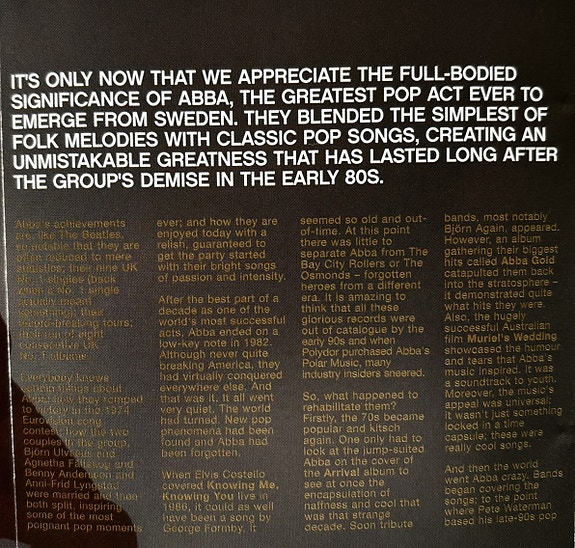 IT'S ONLY NOW THAT WE APPRECIATE THE FULL-BODIED
SIGNIFICANCE OF ABBA, THE GREATEST POP ACT EVER TO
EMERGE FROM SWEDEN. THEY BLENDED THE SIMPLEST OF
FOLK MELODIES WITH CLASSIC POP SONGS, CREATING AN
UNMISTAKABLE GREATNESS THAT HAS LASTED LONG AFTER
THE GROUP'S DEMISE IN THE EARLY 80S.
Abba's achievements
are, like The Beatles,
so notable that they are
often reduced to mere
statistics; their nine UK
No. 1 singles (back
when a No. 1 single
actually meant
something); their
record-breaking tours;
their run of eight
consecutive UK
No. 1 albums.
Everybody knows
certain things about
Abba: how they romped
to victory in the 1974
Eurovision song
contest; how the two
couples in the group,
Björn Ulvaeus and
Agnetha Fältskog and
Benny Andersson and
Anni-Frid Lyngstad
were married and then
both split, inspiring
some of the most
poignant pop moments
ever; and how they are
enjoyed today with a
relish, guaranteed to
get the party started
with their bright songs
of passion and intensity.
After the best part of a
decade as one of the
world's most successful
acts, Abba ended on a
low-key note in 1982.
Although never quite
breaking America, they
had virtually conquered
everywhere else. And
that was it. It all went
very quiet. The world
had turned. New pop
phenomena had been
found and Abba had
been forgotten.
When Elvis Costello
covered Knowing Me,
Knowing You live in
1986, it could as well
have been a song by
George Formby, it
seemed so old and out-
of-time. At this point
there was little to
separate Abba from The
Bay City Rollers or The
Osmonds – forgotten
heroes from a different
era. It is amazing to
think that all these
glorious records were
out of catalogue by the
early 90s and when
Polydor purchased Abba's
Polar Music, many
industry insiders sneered.
So, what happened to
rehabilitate them?
Firstly, the 70s became
popular and kitsch
again. One only had to
look at the jump-suited
Abba on the cover of
the Arrival album to
see at once the
encapsulation of
naffness and cool that
was that strange
decade. Soon tribute
bands, most notably
Björn Again, appeared.
However, an album
gathering their biggest
hits called Abba Gold
catapulted them back
into the stratosphere –
it demonstrated quite
what hits they were.
Also, the hugely
successful Australian
film Muriel's Wedding
showcased the humour
and tears that Abba's
music inspired. It was
a soundtrack to youth.
Moreover, the music's
appeal was universal;
it wasn't just something
locked in a time
capsule; these were
really cool songs.
And then the world
went Abba crazy. Bands
began covering the
songs; to the point
where Pete Waterman
based his late-90s pop